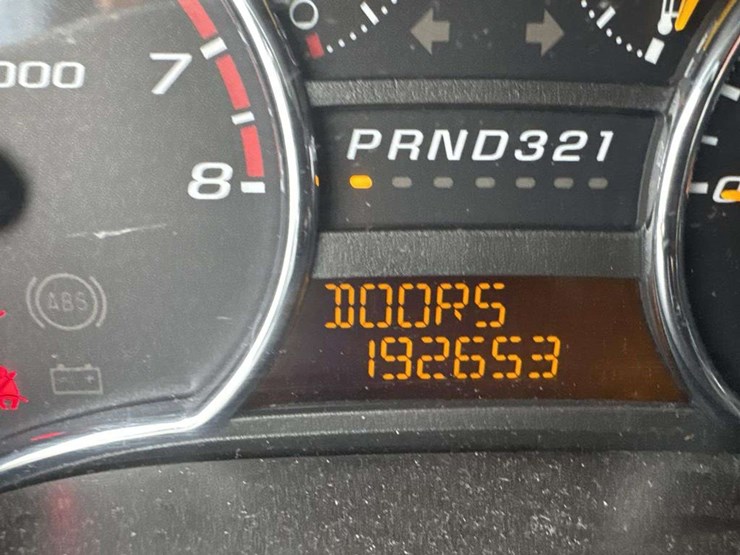 000
7
8
PRND321
ABS
DOORS
192653